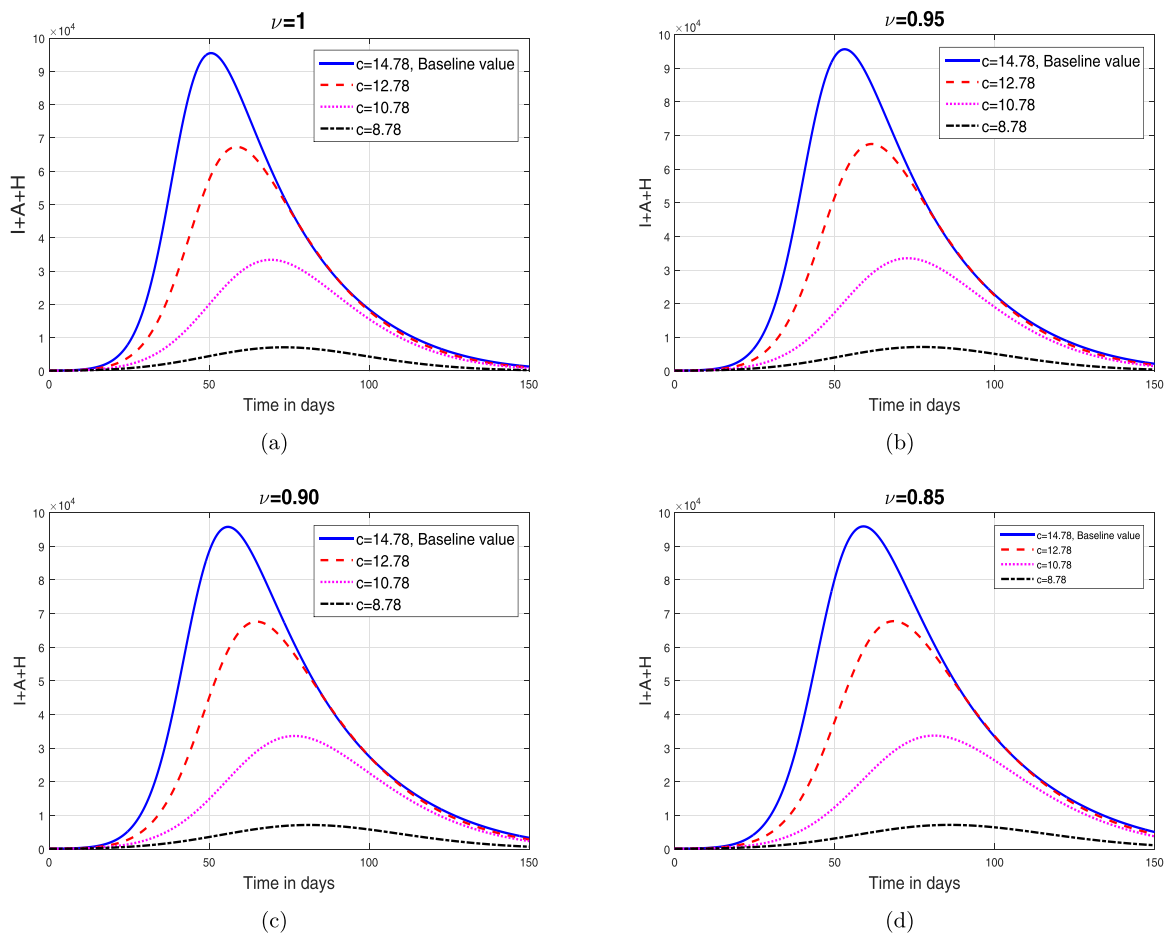 ν=1
×10⁴
10
9
8
7
6
5
4
3
2
1
0
I+A+H
c=14.78, Baseline value
c=12.78
c=10.78
c=8.78
0 50 100 150
Time in days
(a)
ν=0.95
×10⁴
10
9
8
7
6
5
4
3
2
1
0
I+A+H
c=14.78, Baseline value
c=12.78
c=10.78
c=8.78
0 50 100 150
Time in days
(b)
ν=0.90
×10⁴
10
9
8
7
6
5
4
3
2
1
0
I+A+H
c=14.78, Baseline value
c=12.78
c=10.78
c=8.78
0 50 100 150
Time in days
(c)
ν=0.85
×10⁴
10
9
8
7
6
5
4
3
2
1
0
I+A+H
c=14.78, Baseline value
c=12.78
c=10.78
c=8.78
0 50 100 150
Time in days
(d)